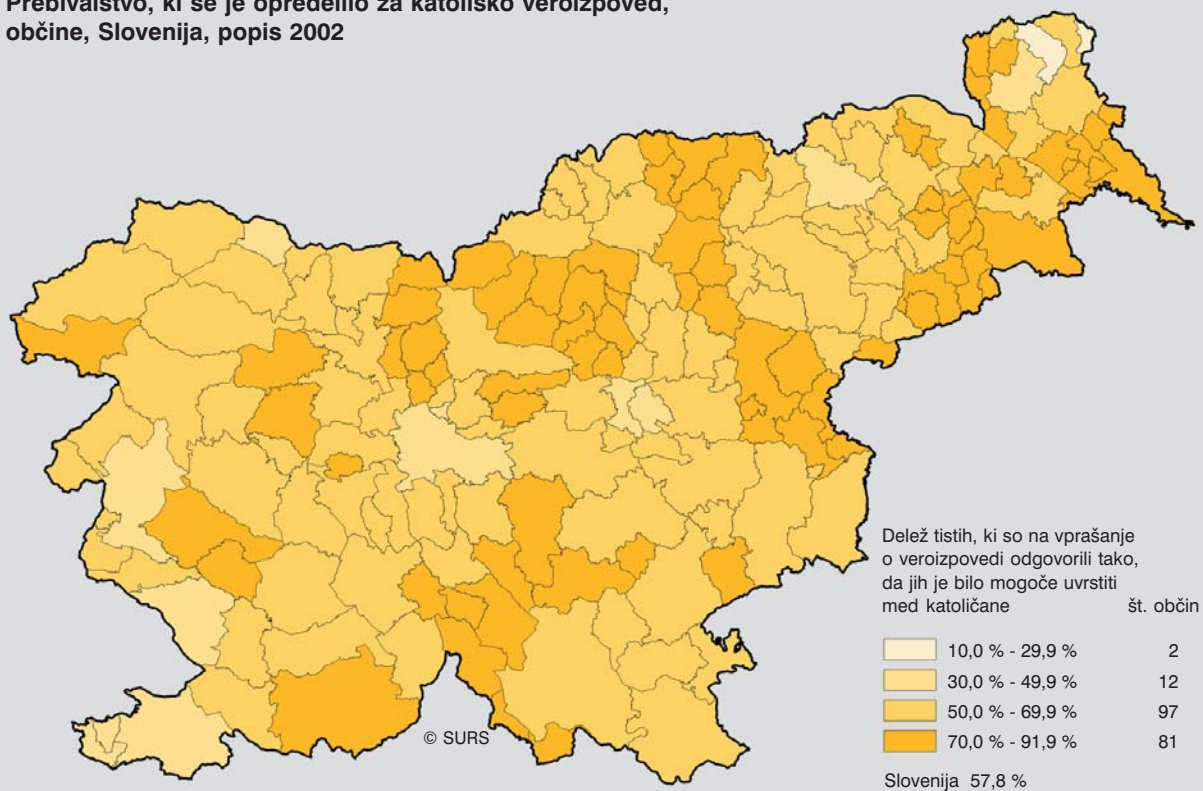 Prebivalstvo, ki se je opredelilo za katoliško veroizpoved,
občine, Slovenija, popis 2002
Delež tistih, ki so na vprašanje
o veroizpovedi odgovorili tako,
da jih je bilo mogoče uvrstiti
med katoličane št. občin
10,0 % - 29,9 % 2
30,0 % - 49,9 % 12
50,0 % - 69,9 % 97
70,0 % - 91,9 % 81
© SURS
Slovenija 57,8 %